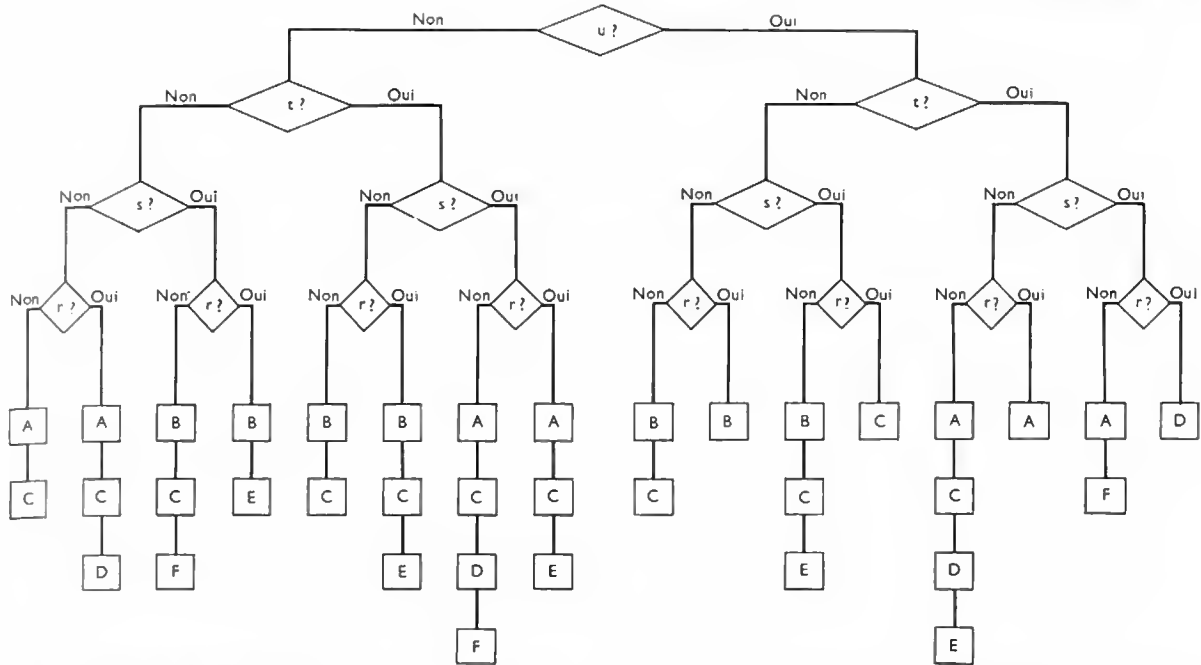 Non u ? Oui
Non t ? Oui Non t ? Oui
Non s ? Oui Non s ? Oui Non s ? Oui Non s ? Oui
Non r ? Oui Non r ? Oui Non r ? Oui Non r ? Oui Non r ? Oui Non r ? Oui Non r ? Oui Non r ? Oui
A A B B B B A A B B B C A A A D
C C C E C C C C C C C F
D F E D E E D
F E